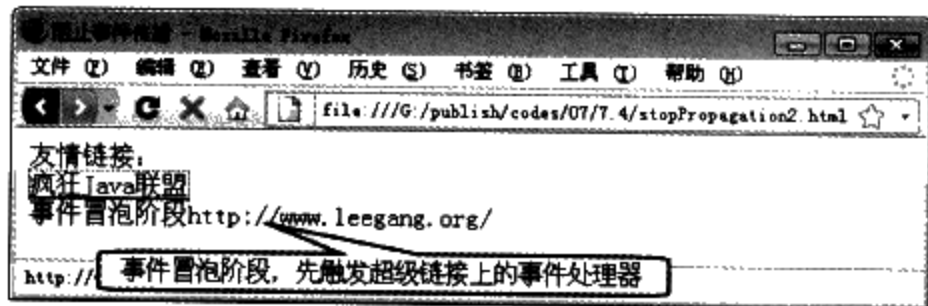 阻止事件传播 - Mozilla Firefox
文件 (F) 编辑 (E) 查看 (V) 历史 (S) 书签 (B) 工具 (T) 帮助 (H)
file:///G:/publish/codes/07/7.4/stopPropagation2.html
友情链接：
疯狂Java联盟
事件冒泡阶段http://www.leegang.org/
事件冒泡阶段，先触发超级链接上的事件处理器
http://